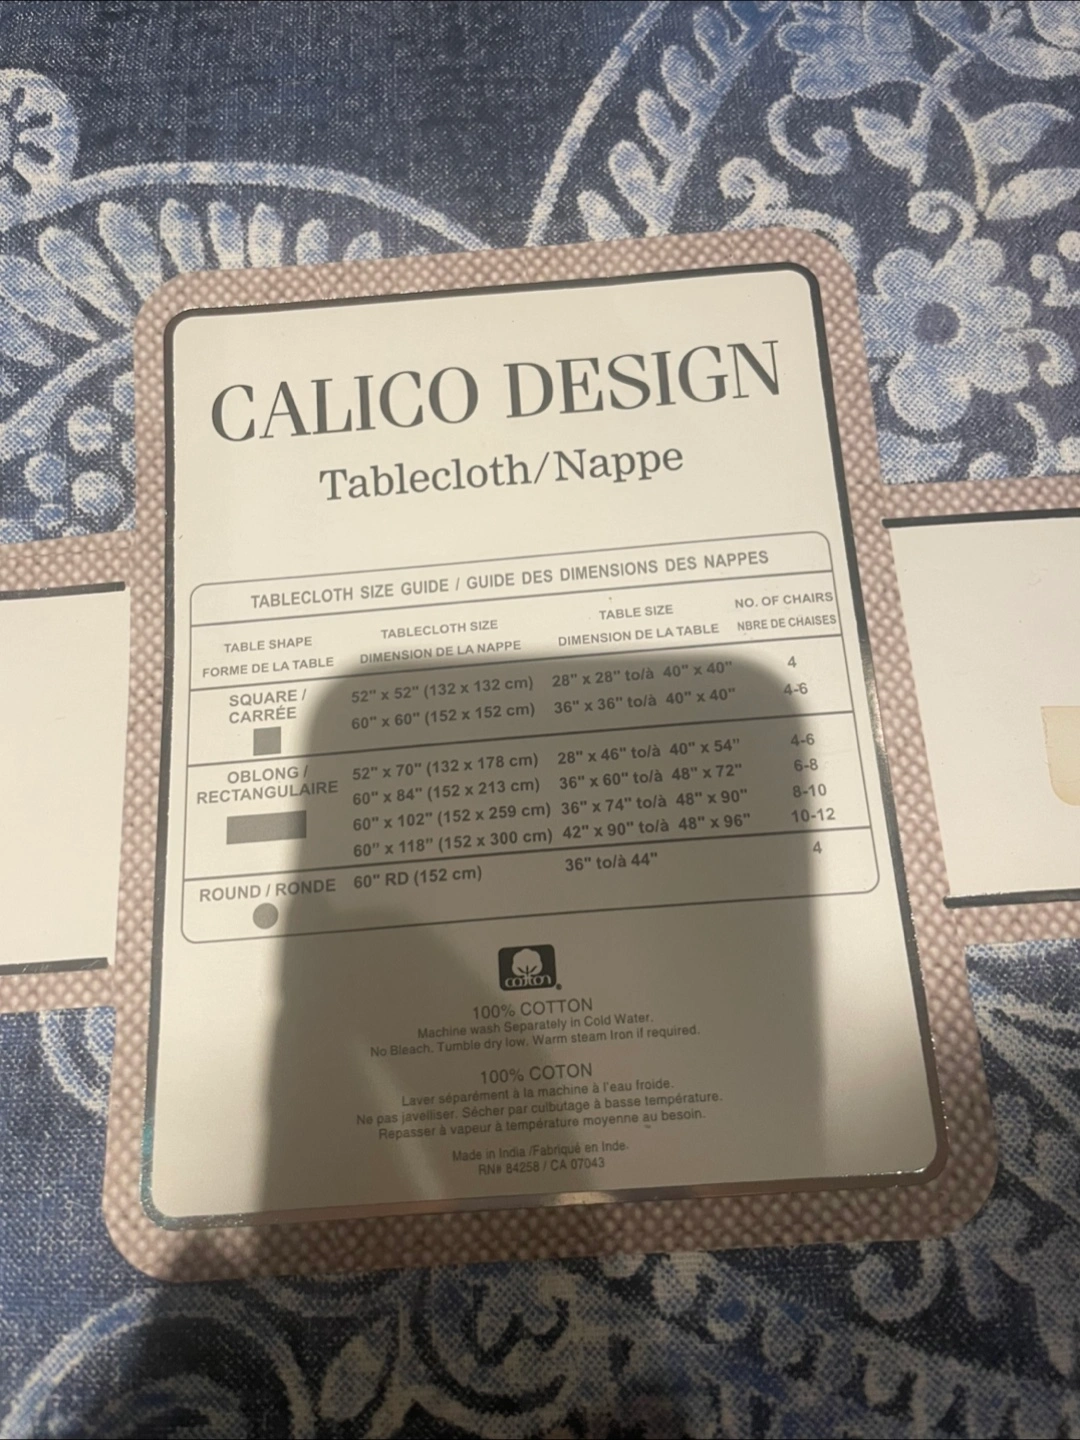 CALICO DESIGN
Tablecloth/Nappe
TABLECLOTH SIZE GUIDE / GUIDE DES DIMENSIONS DES NAPPES
TABLE SHAPE TABLECLOTH SIZE TABLE SIZE NO. OF CHAIRS
FORME DE LA TABLE DIMENSION DE LA NAPPE DIMENSION DE LA TABLE NBRE DE CHAISES
SQUARE / 52" x 52" (132 x 132 cm) 28" x 28" to/à 40" x 40" 4
CARRÉE 60" x 60" (152 x 152 cm) 36" x 36" to/à 40" x 40" 4-6
OBLONG / 52" x 70" (132 x 178 cm) 28" x 46" to/à 40" x 54" 4-6
RECTANGULAIRE 60" x 84" (152 x 213 cm) 36" x 60" to/à 48" x 72" 6-8
60" x 102" (152 x 259 cm) 36" x 74" to/à 48" x 90" 8-10
60" x 118" (152 x 300 cm) 42" x 90" to/à 48" x 96" 10-12
ROUND / RONDE 60" RD (152 cm) 36" to/à 44" 4
cotton
100% COTTON
Machine wash Separately in Cold Water.
No Bleach. Tumble dry low. Warm steam Iron if required.
100% COTON
Laver séparément à la machine à l'eau froide.
Ne pas javelliser. Sécher par culbutage à basse température.
Repasser à vapeur à température moyenne au besoin.
Made in India /Fabriqué en Inde.
RN# 84258 / CA 07043